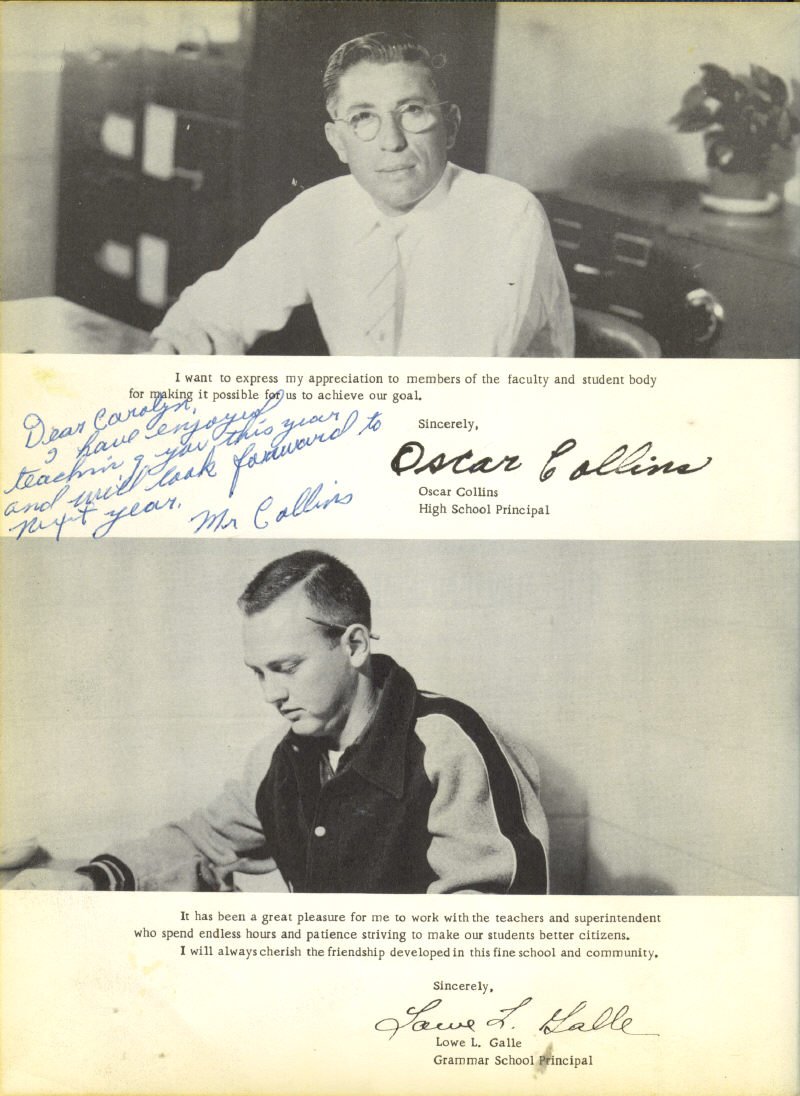 I want to express my appreciation to members of the faculty and student body
for making it possible for us to achieve our goal.
Dear Carolyn,
I have enjoyed
teaching you this year
and will look forward to
next year.
Mr Collins
Sincerely,
Oscar Collins
Oscar Collins
High School Principal
It has been a great pleasure for me to work with the teachers and superintendent
who spend endless hours and patience striving to make our students better citizens.
I will always cherish the friendship developed in this fine school and community.
Sincerely,
Lowe L. Galle
Lowe L. Galle
Grammar School Principal